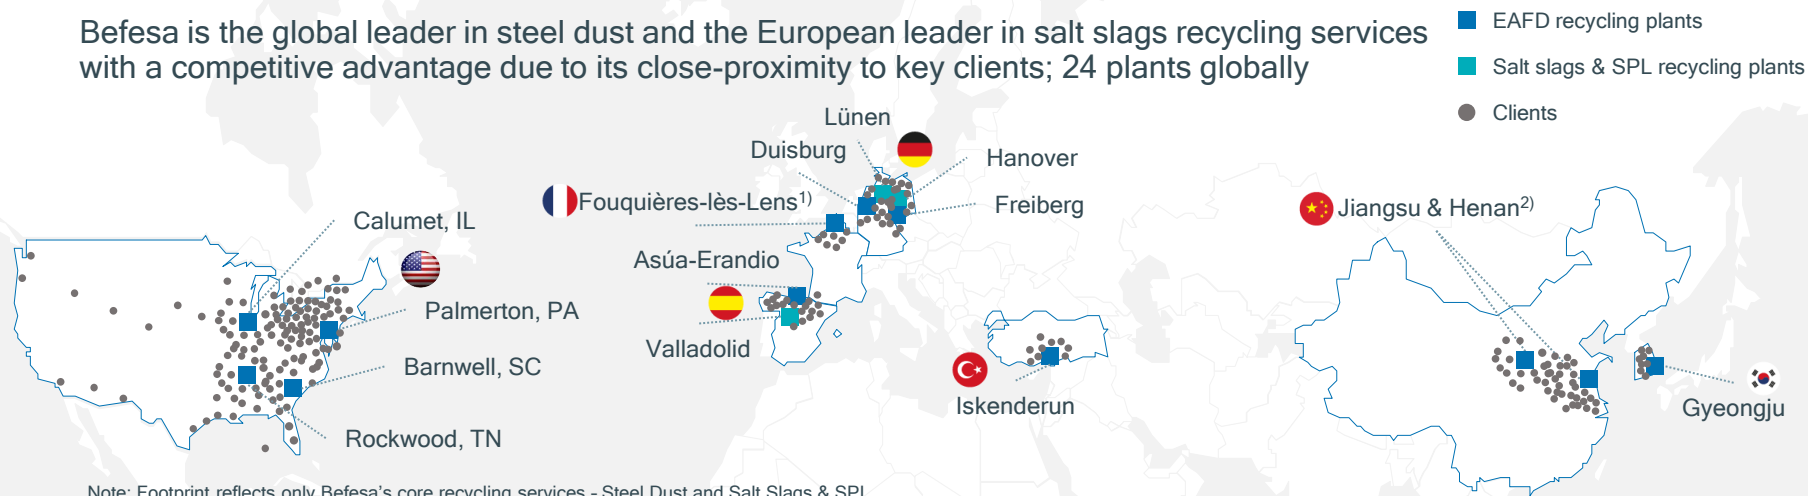 Befesa is the global leader in steel dust and the European leader in salt slags recycling services
with a competitive advantage due to its close-proximity to key clients; 24 plants globally
EAFD recycling plants
Salt slags & SPL recycling plants
Clients
Lünen
Duisburg
Hanover
Fouquières-lès-Lens1)
Freiberg
Jiangsu & Henan2)
Calumet, IL
Asúa-Erandio
Palmerton, PA
Valladolid
Barnwell, SC
Iskenderun
Gyeongju
Rockwood, TN
Note: Footprint reflects only Befesa's core recycling services - Steel Dust and Salt Slags & SPL